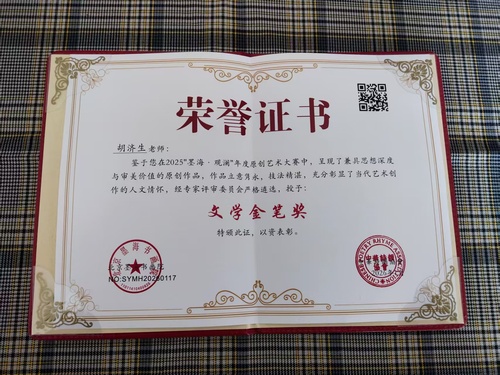 荣誉证书
胡济生老师：
鉴于您在2025“墨海·观澜”年度原创艺术大赛中，呈现了兼具思想深度
与审美价值的原创作品，作品立意隽永，技法精湛，充分彰显了当代艺术创
作的人文情怀，经专家评审委员会严格遴选，授予：
文学金笔奖
特颁此证，以资表彰。
NO:SYMH20260117